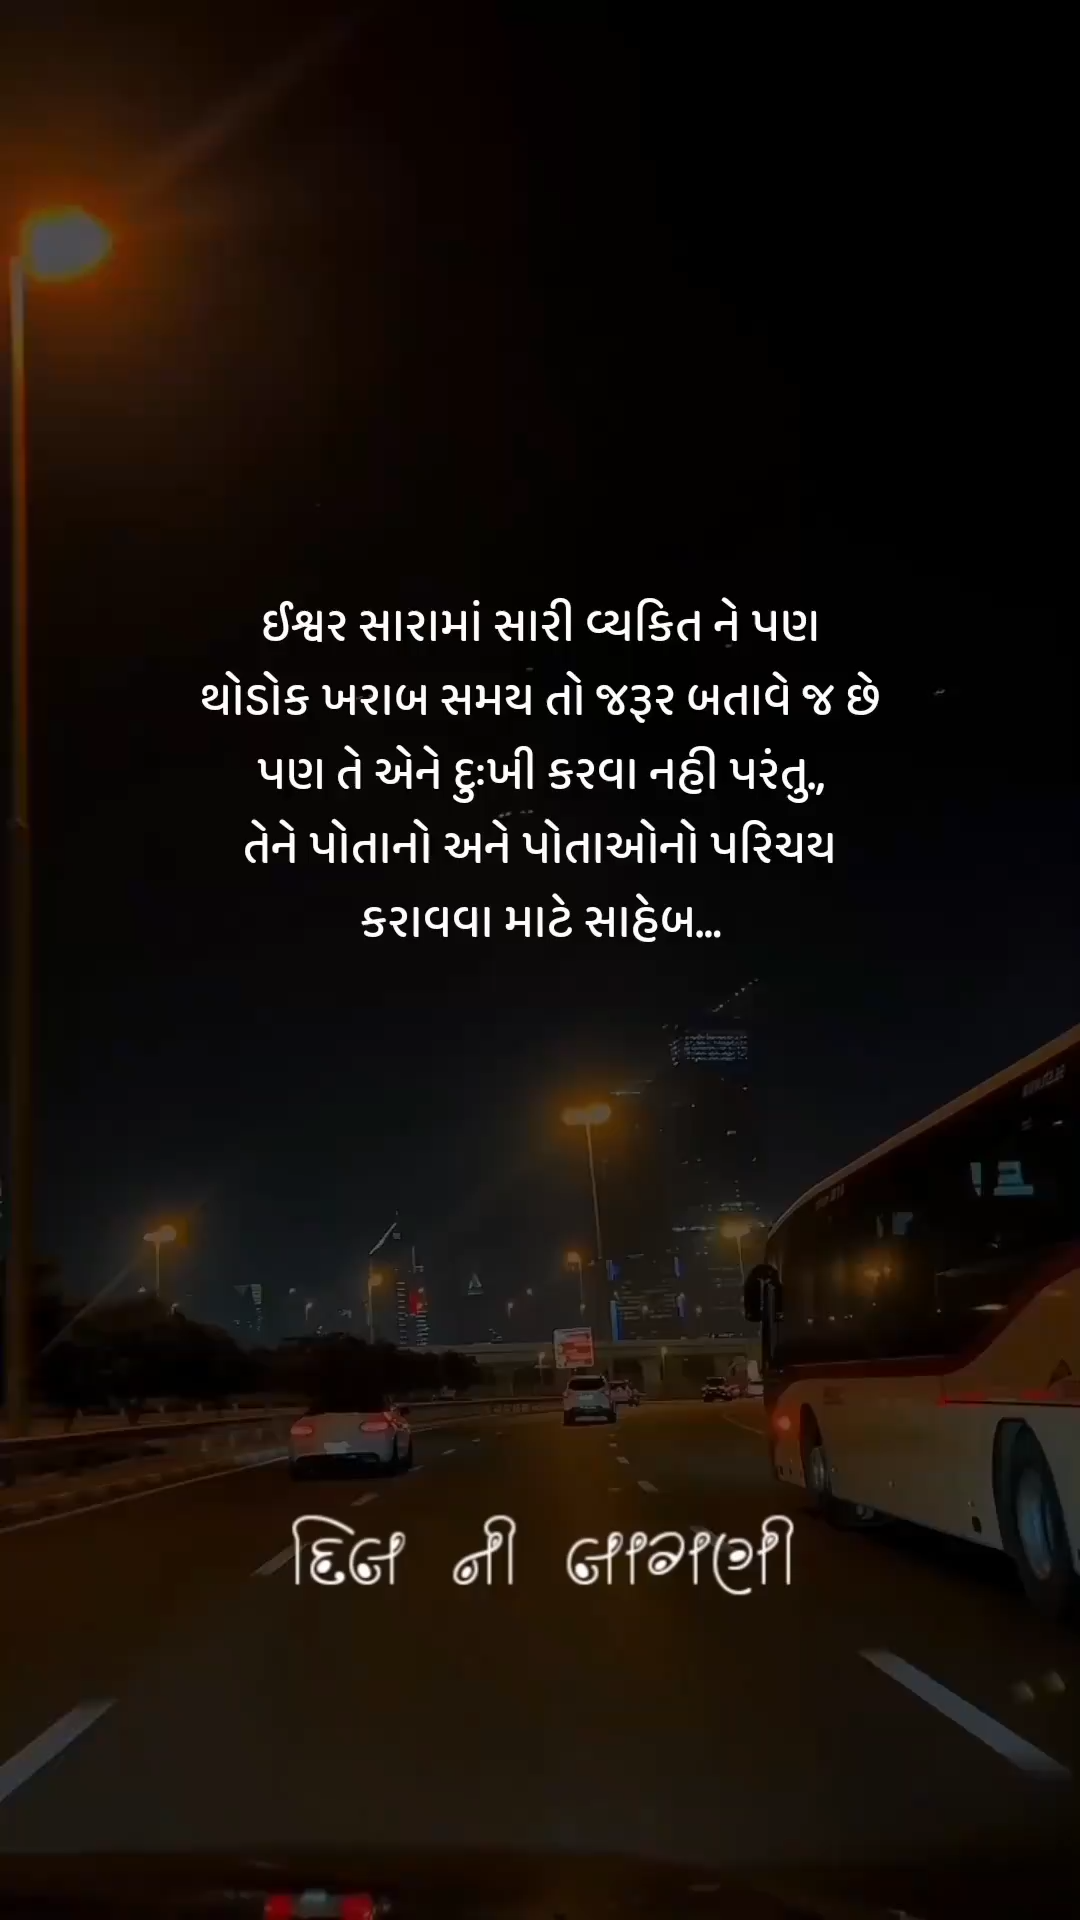 ઈશ્વર સારામાં સારી વ્યકિત ને પણ
થોડોક ખરાબ સમય તો જરૂર બતાવે જ છે
પણ તે એને દુઃખી કરવા નહી પરંતુ.,
તેને પોતાનો અને પોતાઓનો પરિચય
કરાવવા માટે સાહેબ...
દિલ ની લાગણી